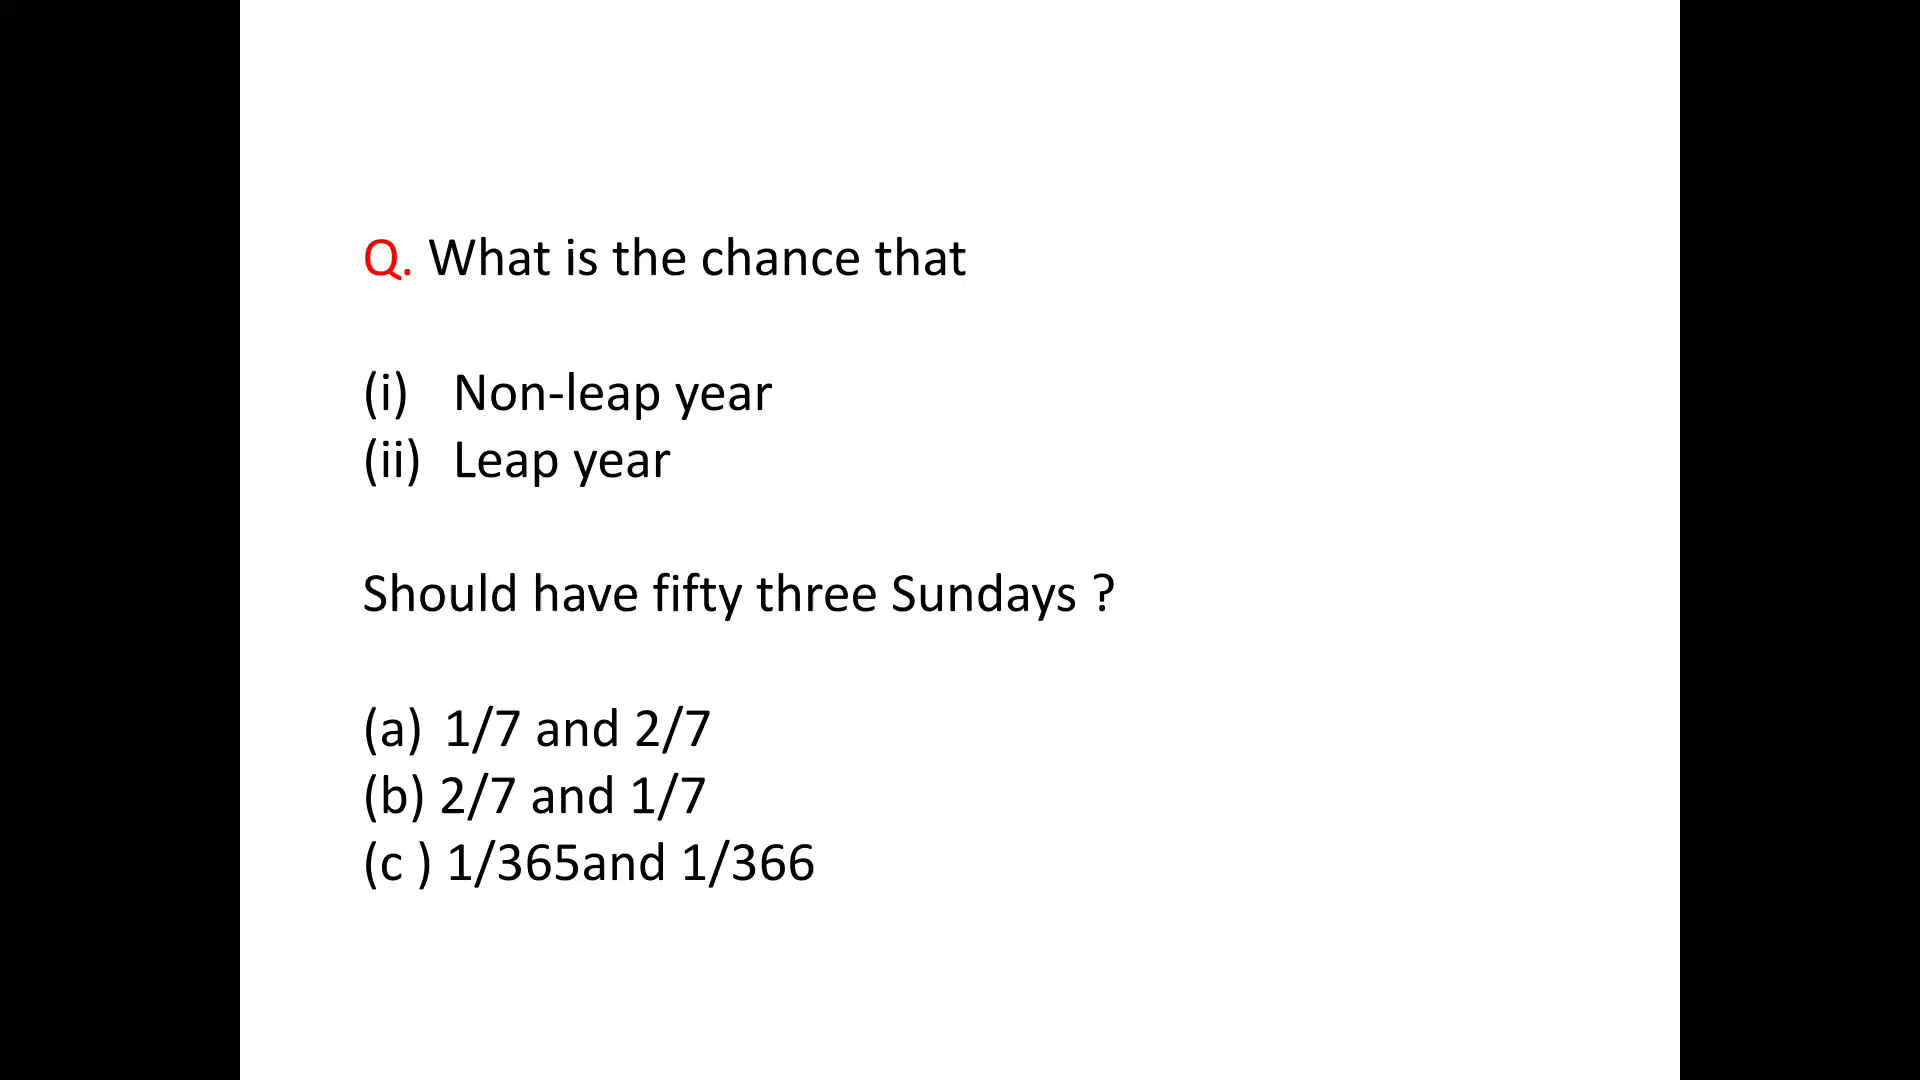 Q. What is the chance that
(i) Non-leap year
(ii) Leap year
Should have fifty three Sundays ?
(a) 1/7 and 2/7
(b) 2/7 and 1/7
(c ) 1/365and 1/366